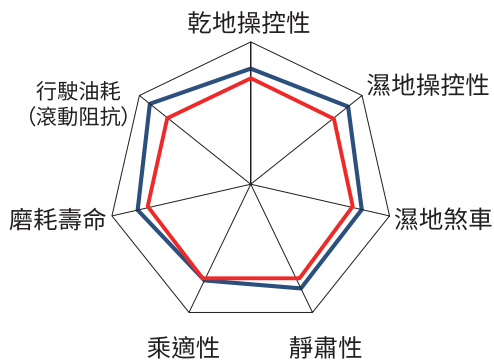 乾地操控性
濕地操控性
濕地煞車
靜肅性
乘適性
磨耗壽命
行駛油耗
(滾動阻抗)